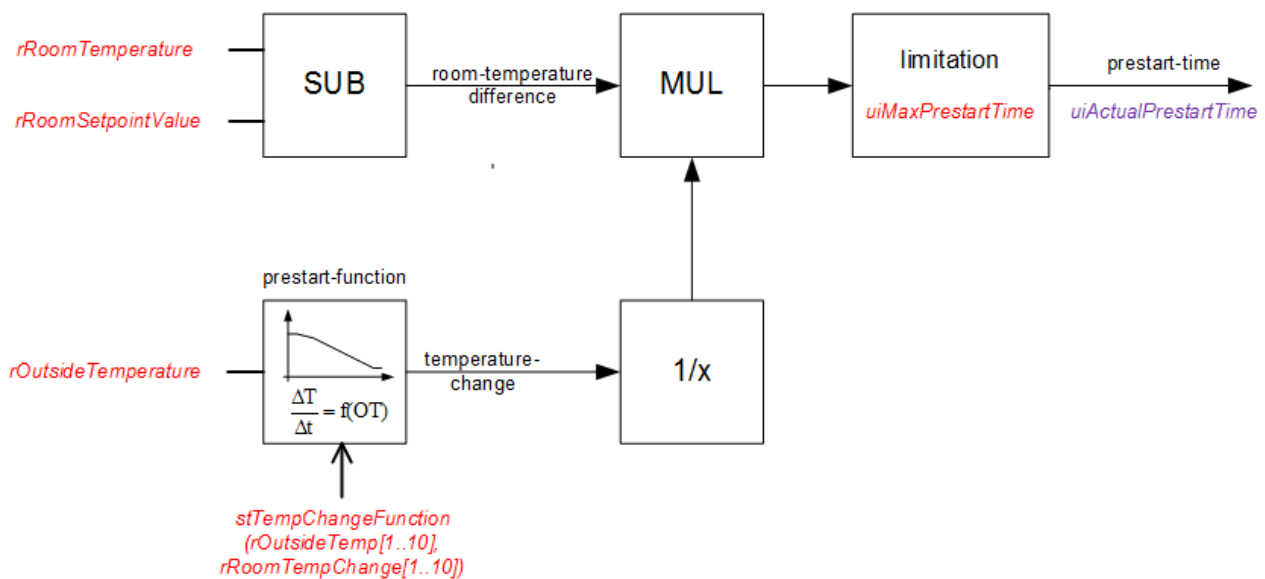 rRoomTemperature
rRoomSetpointValue
SUB
room-temperature
difference
MUL
limitation
uiMaxPrestartTime
prestart-time
uiActualPrestartTime
prestart-function
rOutsideTemperature
ΔT
Δt
= f(OT)
temperature-
change
1/x
stTempChangeFunction
(rOutsideTemp[1..10],
rRoomTempChange[1..10])